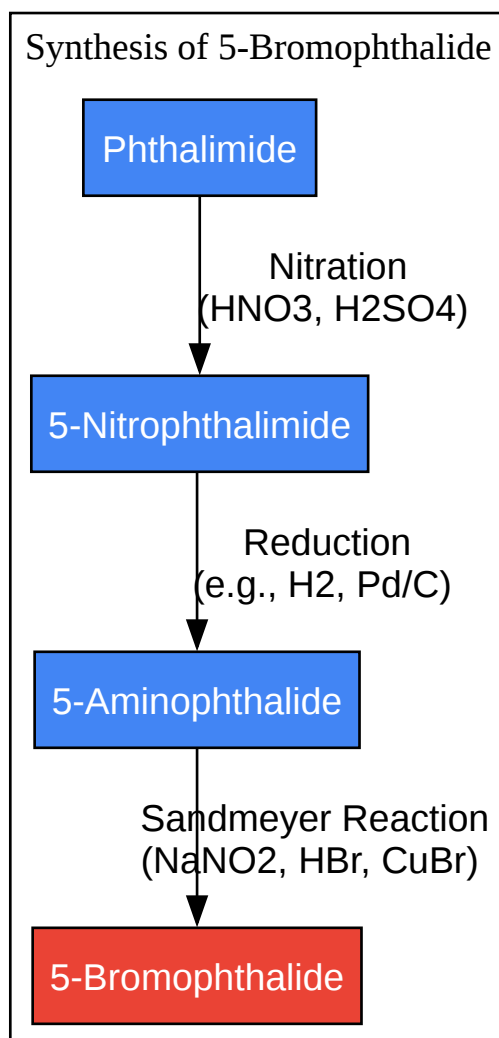 Synthesis of 5-Bromophthalide
Phthalimide
Nitration
(HNO3, H2SO4)
5-Nitrophthalimide
Reduction
(e.g., H2, Pd/C)
5-Aminophthalide
Sandmeyer Reaction
(NaNO2, HBr, CuBr)
5-Bromophthalide